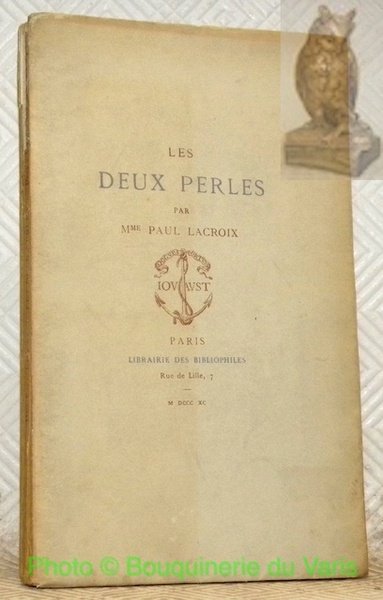 LES
DEUX PERLES
PAR
MME PAUL LACROIX
IOVAVST
PARIS
LIBRAIRIE DES BIBLIOPHILES
Rue de Lille, 7
M DCCC XC
Photo © Bouquinerie du Varis